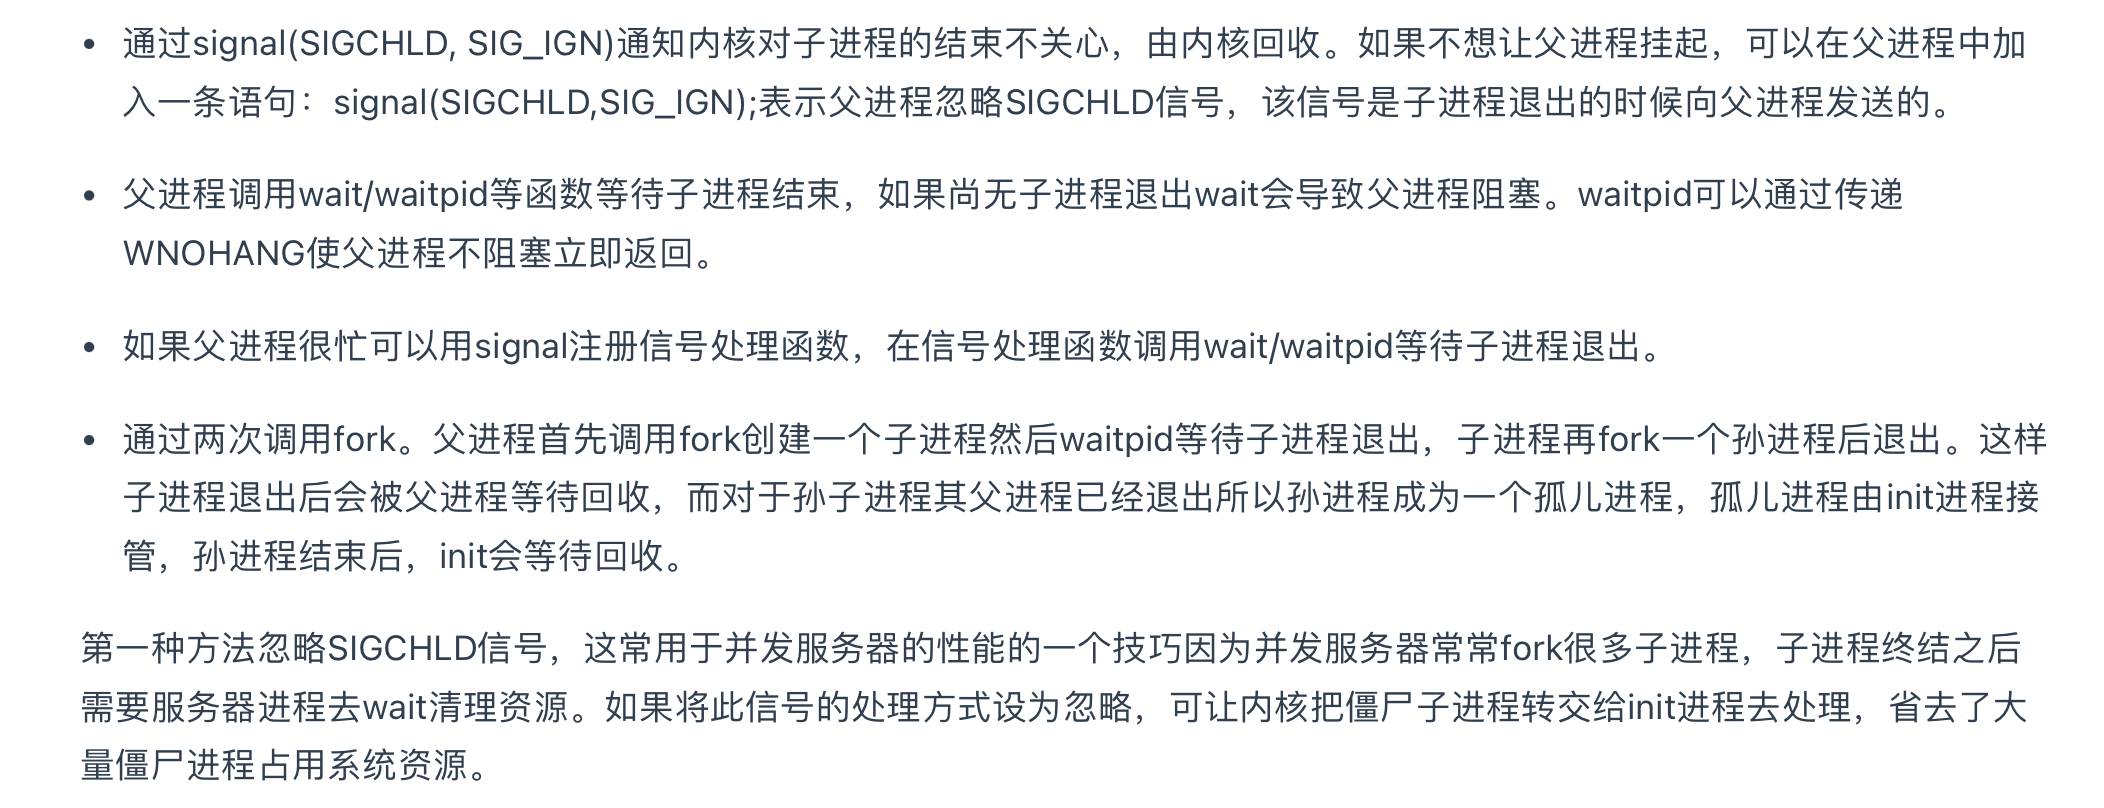 • 通过signal(SIGCHLD, SIG_IGN)通知内核对子进程的结束不关心，由内核回收。如果不想让父进程挂起，可以在父进程中加
入一条语句：signal(SIGCHLD,SIG_IGN);表示父进程忽略SIGCHLD信号，该信号是子进程退出的时候向父进程发送的。
• 父进程调用wait/waitpid等函数等待子进程结束，如果尚无子进程退出wait会导致父进程阻塞。waitpid可以通过传递
WNOHANG使父进程不阻塞立即返回。
• 如果父进程很忙可以用signal注册信号处理函数，在信号处理函数调用wait/waitpid等待子进程退出。
• 通过两次调用fork。父进程首先调用fork创建一个子进程然后waitpid等待子进程退出，子进程再fork一个孙进程后退出。这样
子进程退出后会被父进程等待回收，而对于孙子进程其父进程已经退出所以孙进程成为一个孤儿进程，孤儿进程由init进程接
管，孙进程结束后，init会等待回收。
第一种方法忽略SIGCHLD信号，这常用于并发服务器的性能的一个技巧因为并发服务器常常fork很多子进程，子进程终结之后
需要服务器进程去wait清理资源。如果将此信号的处理方式设为忽略，可让内核把僵尸子进程转交给init进程去处理，省去了大
量僵尸进程占用系统资源。